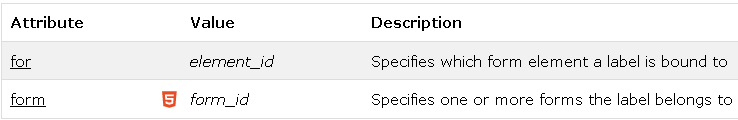 Attribute Value Description
for element_id Specifies which form element a label is bound to
form 5 form_id Specifies one or more forms the label belongs to